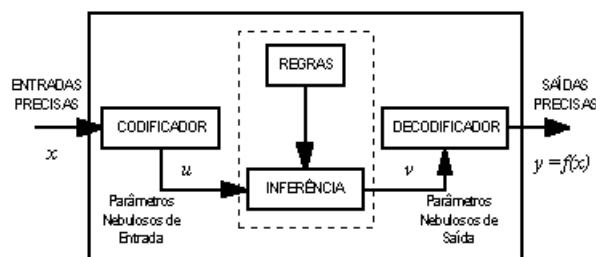 ENTRADAS
PRECISAS
x
CODIFICADOR
u
Parâmetros
Nebulosos de
Entrada
REGRAS
INFERÊNCIA
v
DECODIFICADOR
Parâmetros
Nebulosos de
Saída
SAÍDAS
PRECISAS
y = f(x)